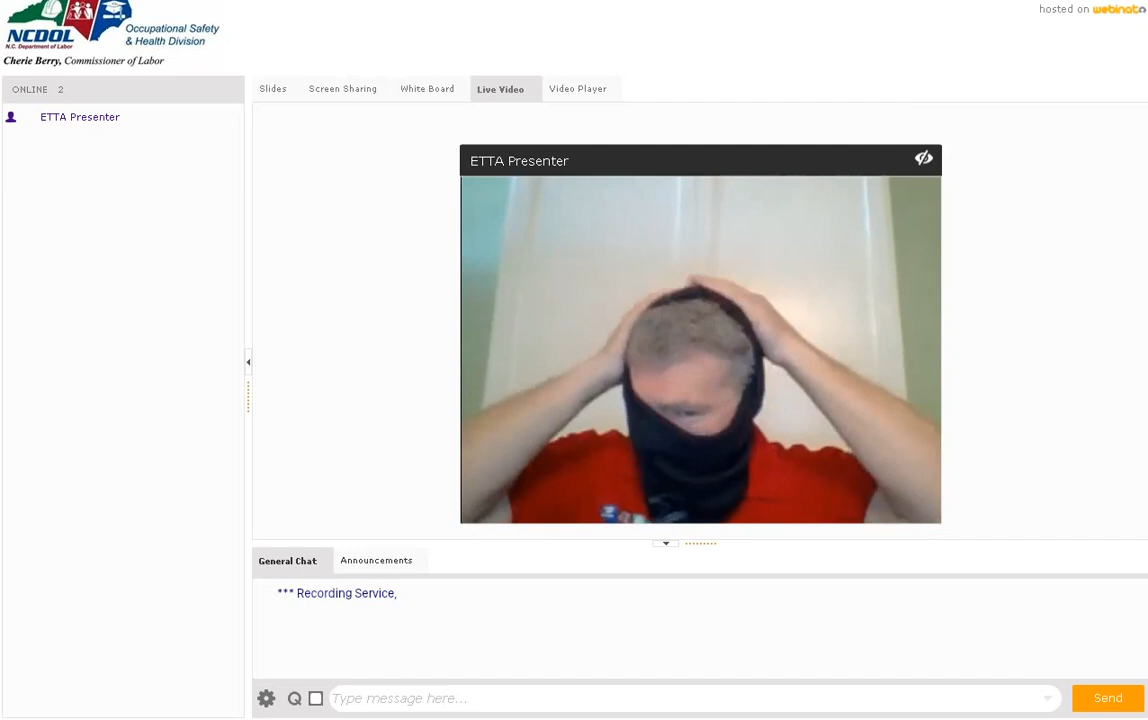 hosted on webinato
NCDOL
N.C. Department of Labor
Occupational Safety
& Health Division
Cherie Berry, Commissioner of Labor
ONLINE 2
ETTA Presenter
Slides
Screen Sharing
White Board
Live Video
Video Player
ETTA Presenter
General Chat
Announcements
*** Recording Service,
Q
Type message here...
Send